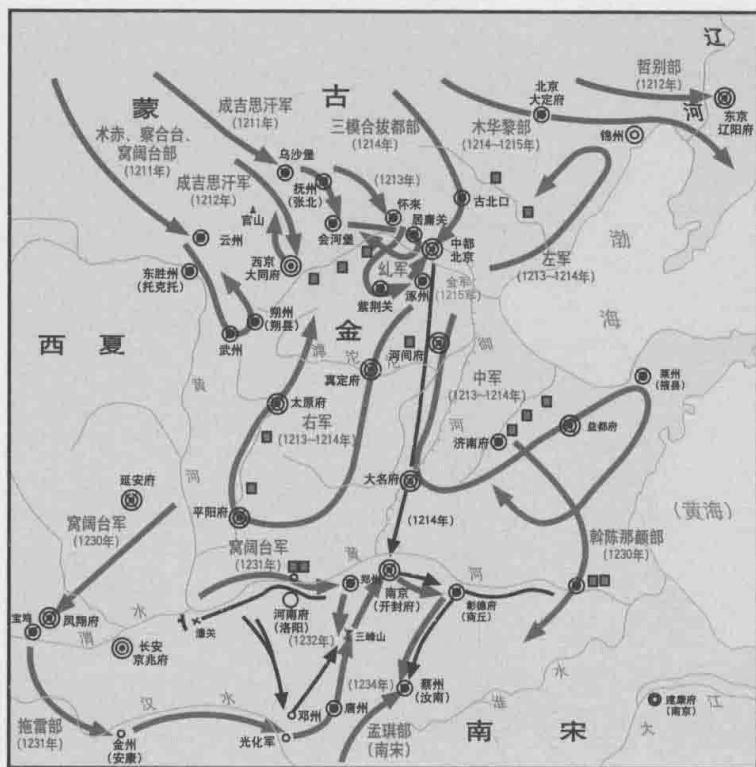 辽
河
哲别部
(1212年)
东京
辽阳府
蒙 古
成吉思汗军
(1211年)
术赤、察合台、
窝阔台部
(1211年)
三模合拔都部
(1214年)
北京
大定府
木华黎部
(1214~1215年)
锦州
乌沙堡
抚州
(张北)
(1213年)
成吉思汗军
(1212年)
官山
怀来
古北口
云州
会河堡
居庸关
中都
北京
渤
海
左军
(1213~1214年)
西京
大同府
东胜州
(托克托)
乣军
金军
(1215年)
紫荆关
涿州
朔州
(朔县)
武州
西 夏
金
滹 沱
河间府
御
河
真定府
中军
(1213~1214年)
莱州
(掖县)
黄
河
太原府
右军
(1213~1214年)
济南府
益都府
延安府
大名府
平阳府
(黄海)
(1214年)
斡陈那颜部
(1230年)
窝阔台军
(1230年)
窝阔台军
(1231年)
黄
河
郑州
南京
(开封府)
彰德府
(商丘)
河南府
(洛阳)
宝鸡
凤翔府
渭 水
潼关
长安
京兆府
(1232年)
三峰山
(1234年)
蔡州
(汝南)
淮 水
建康府
(南京)
大 江
拖雷部
(1231年)
汉 水
邓州
唐州
金州
(安康)
光化军
孟珙部
(南宋)
南 宋